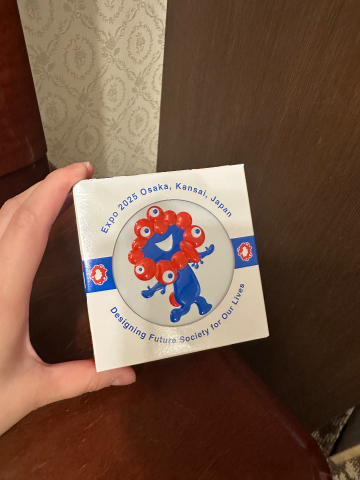 Expo 2025 Osaka, Kansai, Japan
Designing Future Society for Our Lives